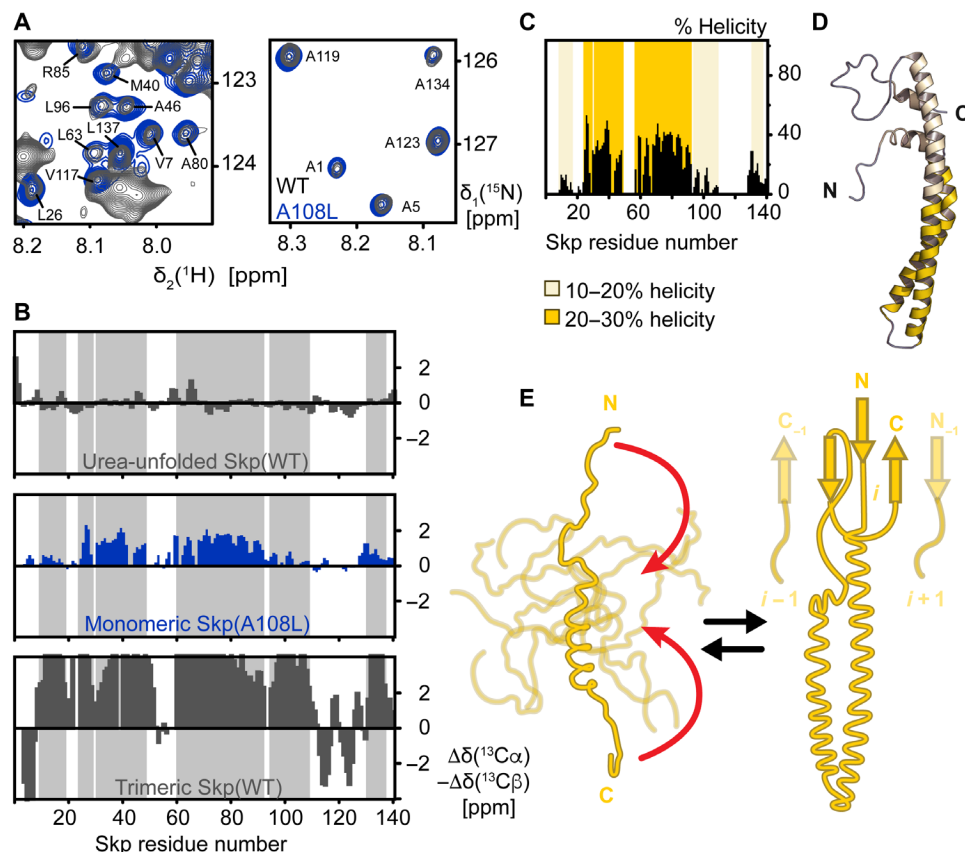 A
R85
M40
L96
A46
L63
L137
V7
A80
V117
L26
123
124
8.2
8.1
8.0
A119
A134
A123
A1
A5
WT
A108L
126
127
8.3
8.2
8.1
δ₁(¹⁵N)
[ppm]
δ₂(¹H) [ppm]
B
2
0
−2
Urea-unfolded Skp(WT)
2
0
−2
Monomeric Skp(A108L)
2
0
−2
Trimeric Skp(WT)
20
60
80
100
120
140
Skp residue number
Δδ(¹³Cα)
−Δδ(¹³Cβ)
[ppm]
C
% Helicity
80
40
0
20
60
100
140
Skp residue number
10–20% helicity
20–30% helicity
D
C
N
E
N
C
N
C₋₁
C
N₋₁
i
i − 1
i + 1